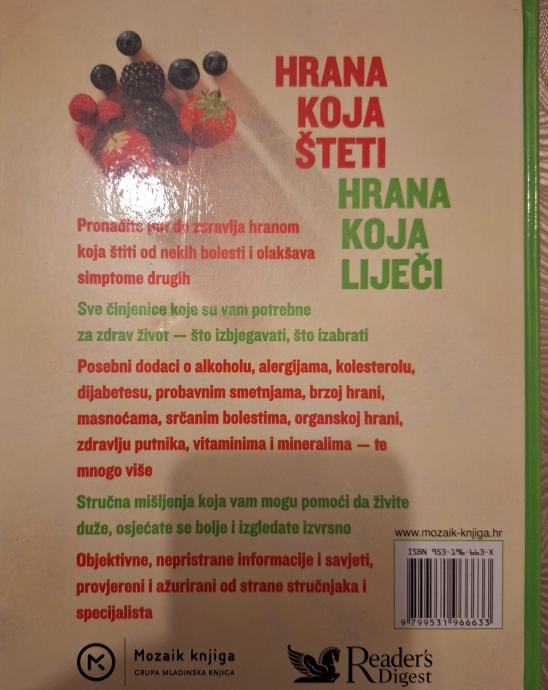 HRANA
KOJA
ŠTETI
HRANA
KOJA
LIJEČI
Pronađite put do zdravlja hranom
koja štiti od nekih bolesti i olakšava
simptome drugih
Sve činjenice koje su vam potrebne
za zdrav život — što izbjegavati, što izabrati
Posebni dodaci o alkoholu, alergijama, kolesterolu,
dijabetesu, probavnim smetnjama, brzoj hrani,
masnoćama, srčanim bolestima, organskoj hrani,
zdravlju putnika, vitaminima i mineralima — te
mnogo više
Stručna mišljenja koja vam mogu pomoći da živite
duže, osjećate se bolje i izgledate izvrsno
Objektivne, nepristrane informacije i savjeti,
provjereni i ažurirani od strane stručnjaka i
specijalista
www.mozaik-knjiga.hr
ISBN 953-196-663-X
9 799531 966633
Mozaik knjiga
GRUPA MLADINSKA KNJIGA
Reader's
Digest